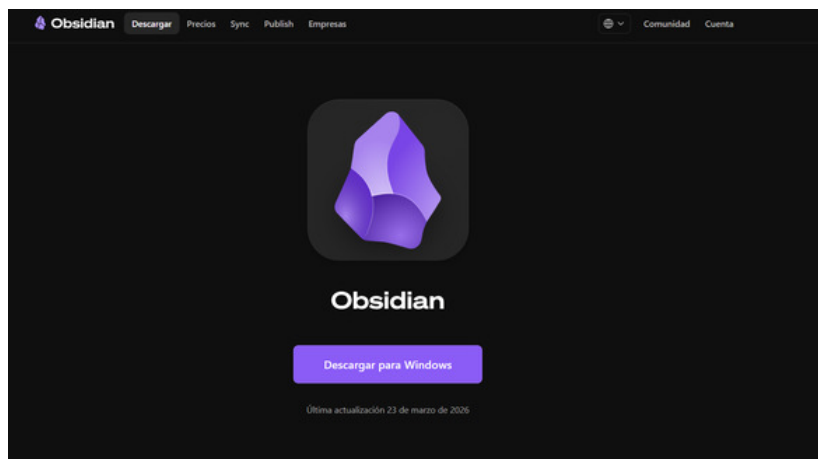 Obsidian Descargar Precios Sync Publish Empresas Comunidad Cuenta
Obsidian
Descargar para Windows
Última actualización 23 de marzo de 2026